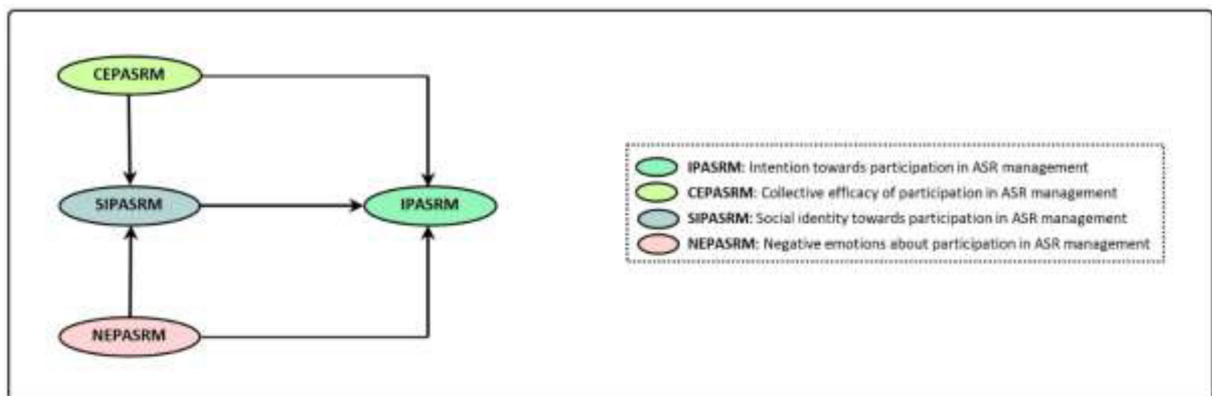 CEPASRM
SIPASRM
IPASRM
NEPASRM
IPASRM: Intention towards participation in ASR management
CEPASRM: Collective efficacy of participation in ASR management
SIPASRM: Social identity towards participation in ASR management
NEPASRM: Negative emotions about participation in ASR management